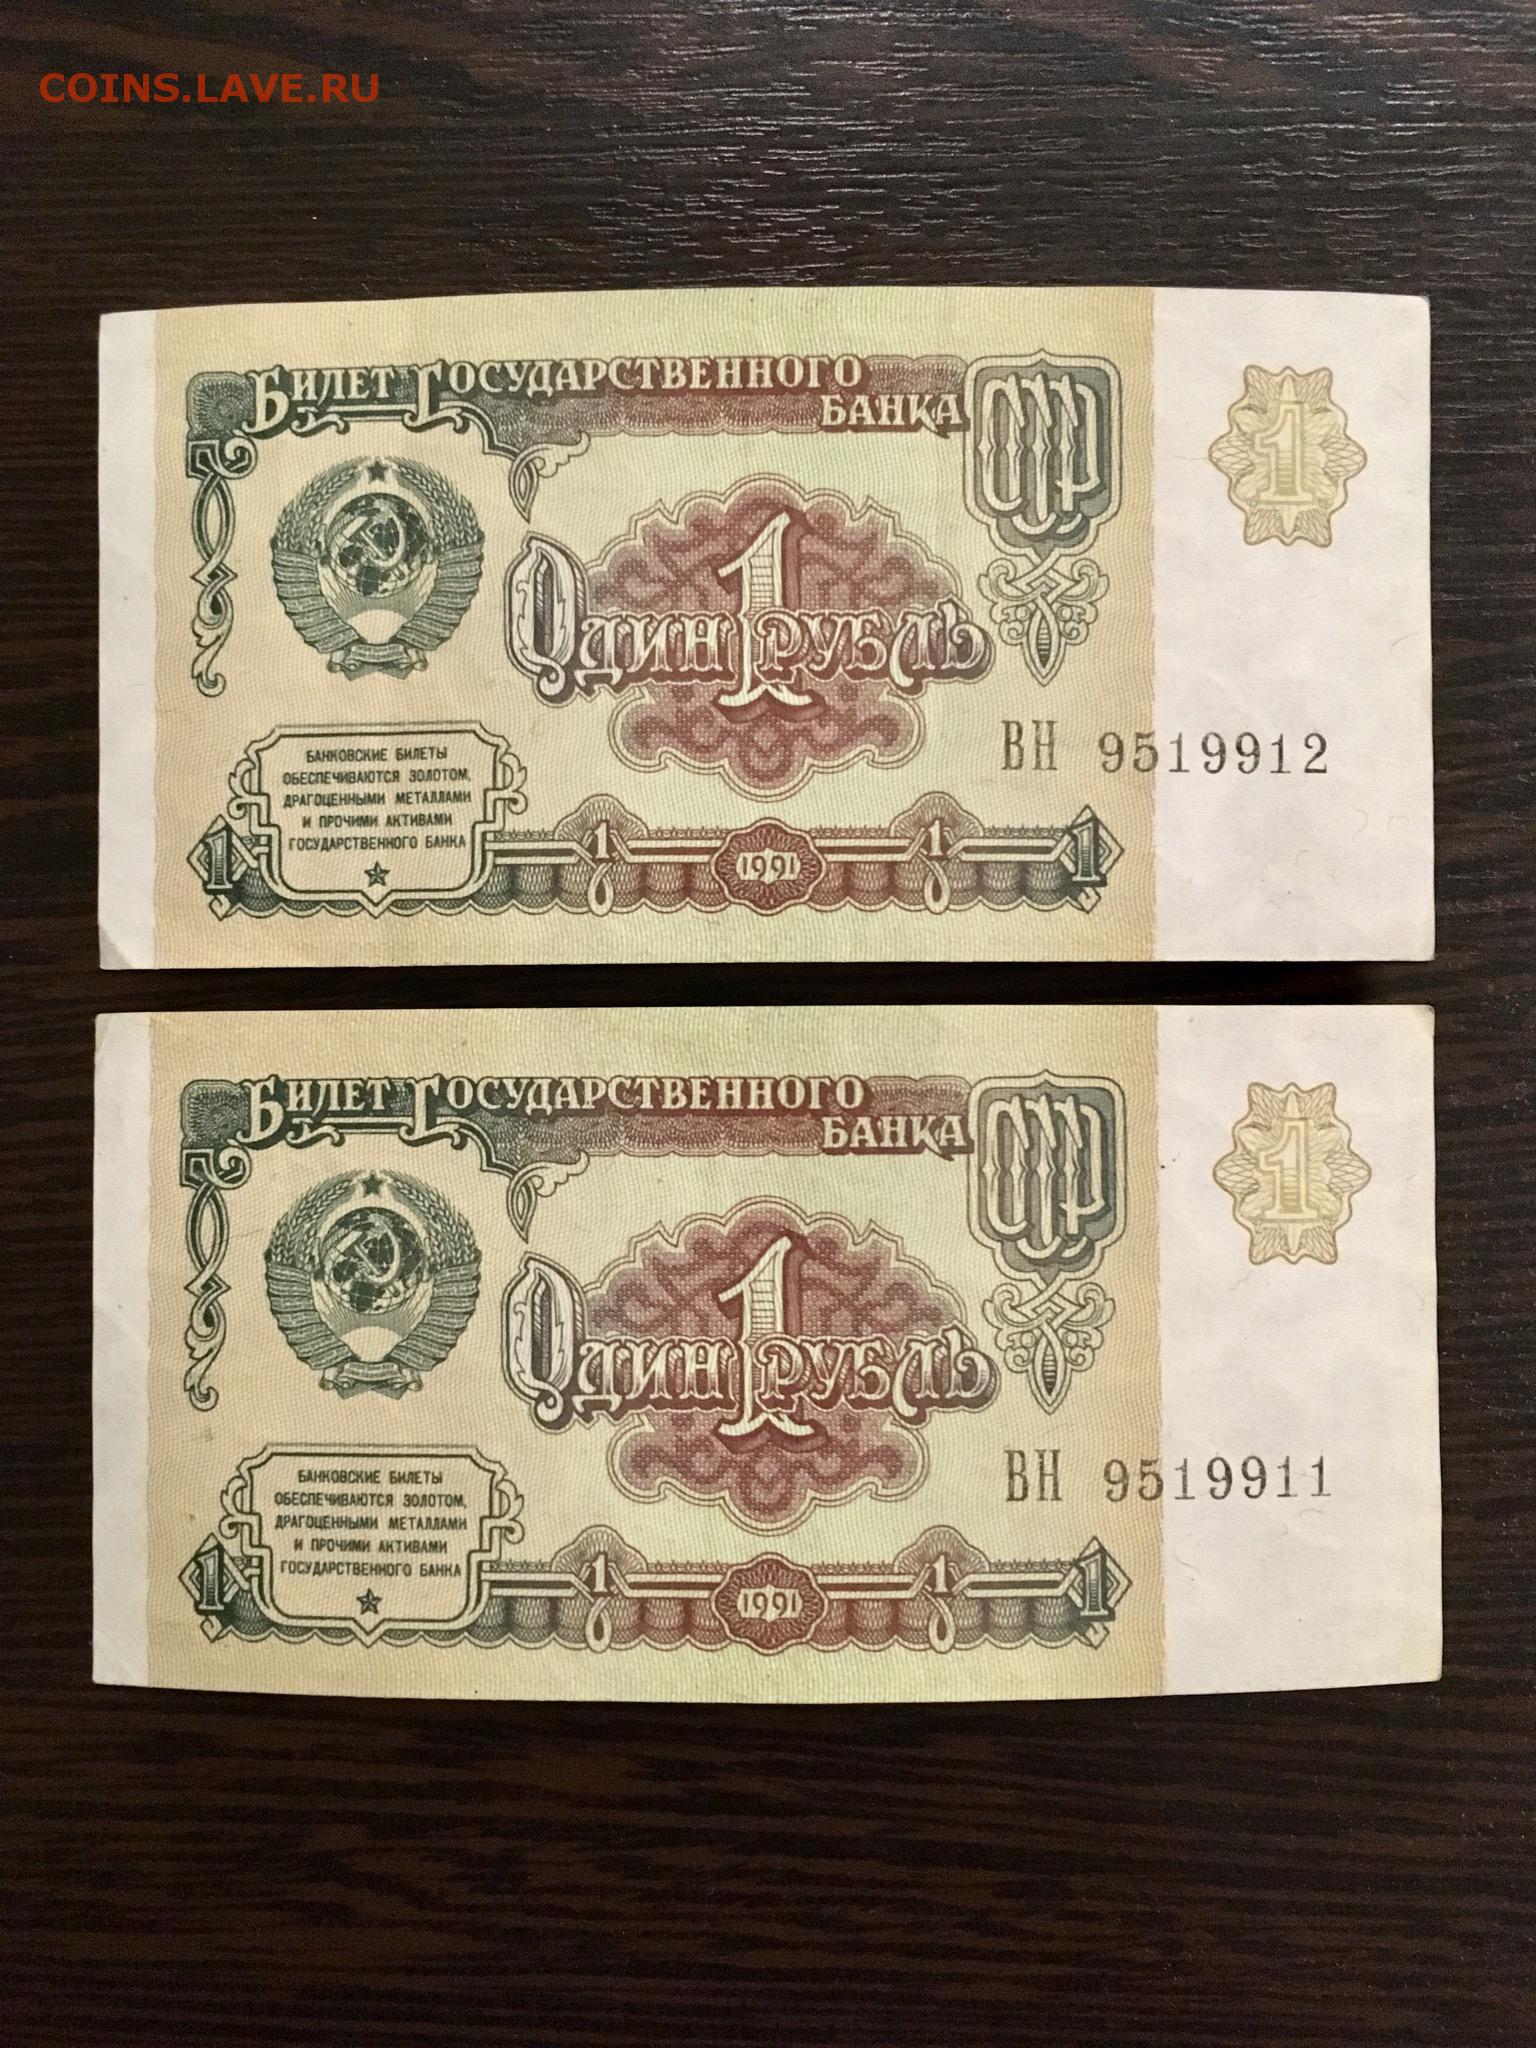 COINS.LAVE.RU
БИЛЕТ ГОСУДАРСТВЕННОГО
БАНКА
СССР
1
ОДИН 1 РУБЛЬ
ВН 9519912
БАНКОВСКИЕ БИЛЕТЫ
ОБЕСПЕЧИВАЮТСЯ ЗОЛОТОМ,
ДРАГОЦЕННЫМИ МЕТАЛЛАМИ
И ПРОЧИМИ АКТИВАМИ
ГОСУДАРСТВЕННОГО БАНКА
1 1 1991 1 1
БИЛЕТ ГОСУДАРСТВЕННОГО
БАНКА
СССР
1
ОДИН 1 РУБЛЬ
ВН 9519911
БАНКОВСКИЕ БИЛЕТЫ
ОБЕСПЕЧИВАЮТСЯ ЗОЛОТОМ,
ДРАГОЦЕННЫМИ МЕТАЛЛАМИ
И ПРОЧИМИ АКТИВАМИ
ГОСУДАРСТВЕННОГО БАНКА
1 1 1991 1 1